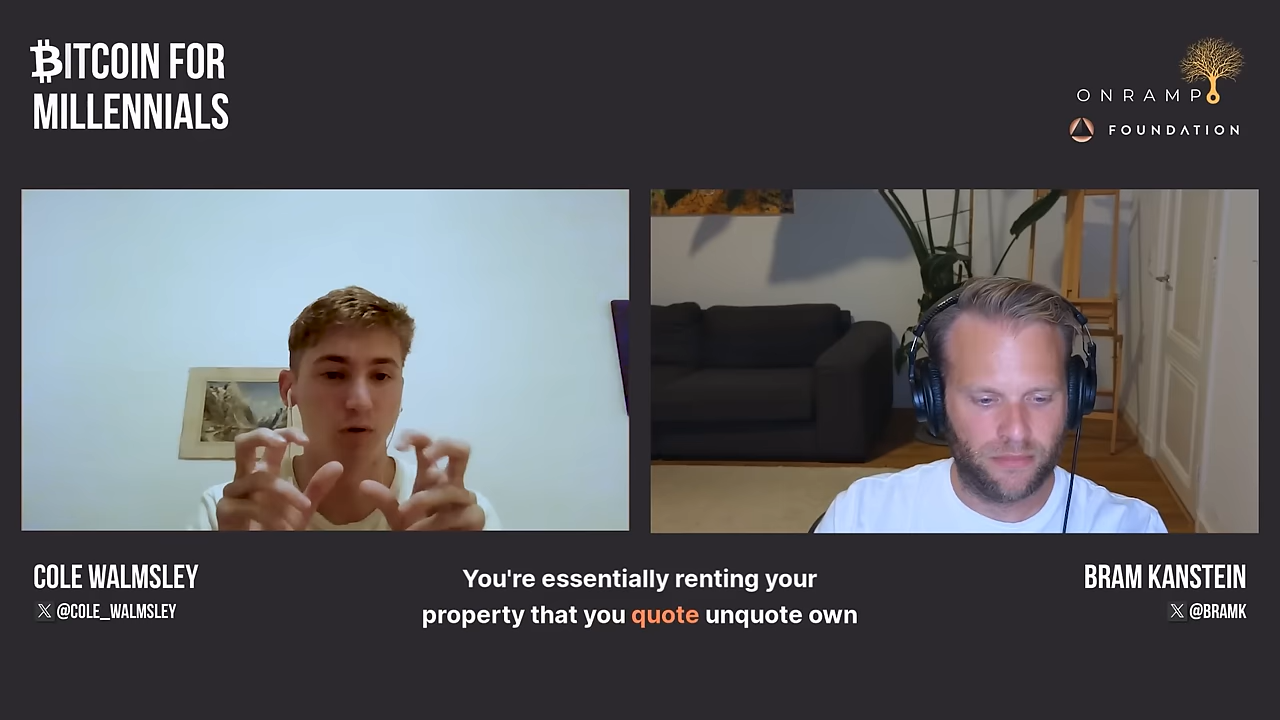 ₿ITCOIN FOR
MILLENNIALS
ONRAMP
FOUNDATION
COLE WALMSLEY
𝕏 @COLE_WALMSLEY
You're essentially renting your
property that you quote unquote own
BRAM KANSTEIN
𝕏 @BRAMK